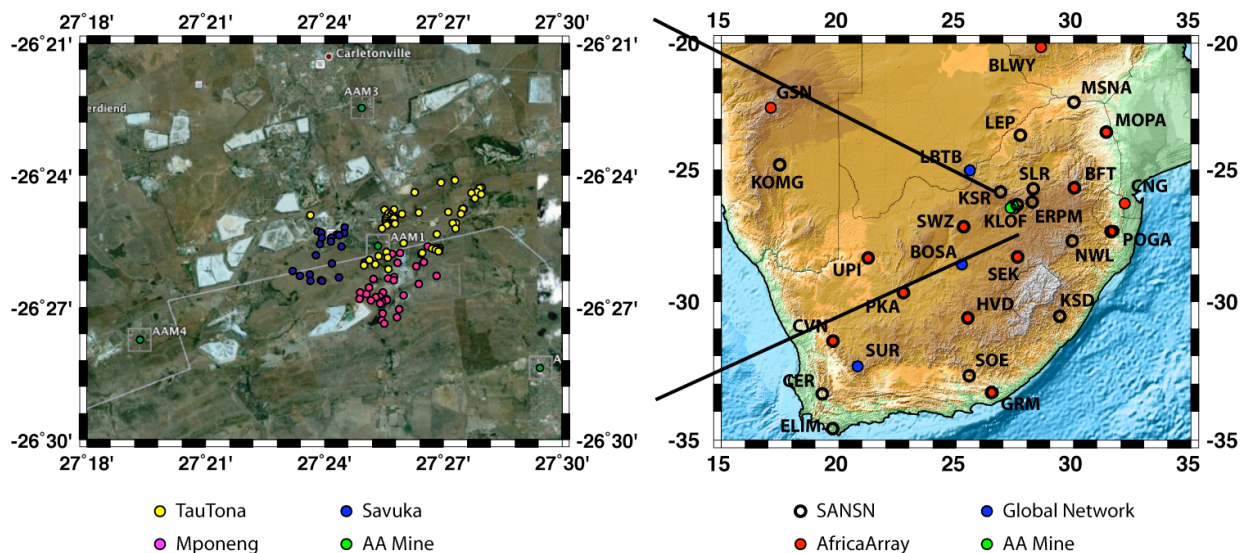 27°18' 27°21' 27°24' 27°27' 27°30'
-26°21' -26°21'
Carletonville
AAM3
erdiend
-26°24' -26°24'
AAM1
-26°27' -26°27'
AAM4
A
-26°30' -26°30'
27°18' 27°21' 27°24' 27°27' 27°30'
TauTona
Savuka
Mponeng
AA Mine
15 20 25 30 35
-20 -20
BLWY
GSN
MSNA
LEP
MOPA
-25 -25
LBTB
KOMG
SLR
BFT
KSR
CNG
KLOF
ERPM
SWZ
POGA
BOSA
NWL
UPI
SEK
-30 -30
PKA
HVD
KSD
CVN
SUR
SOE
CER
GRM
ELIM
-35 -35
15 20 25 30 35
SANSN
Global Network
AfricaArray
AA Mine